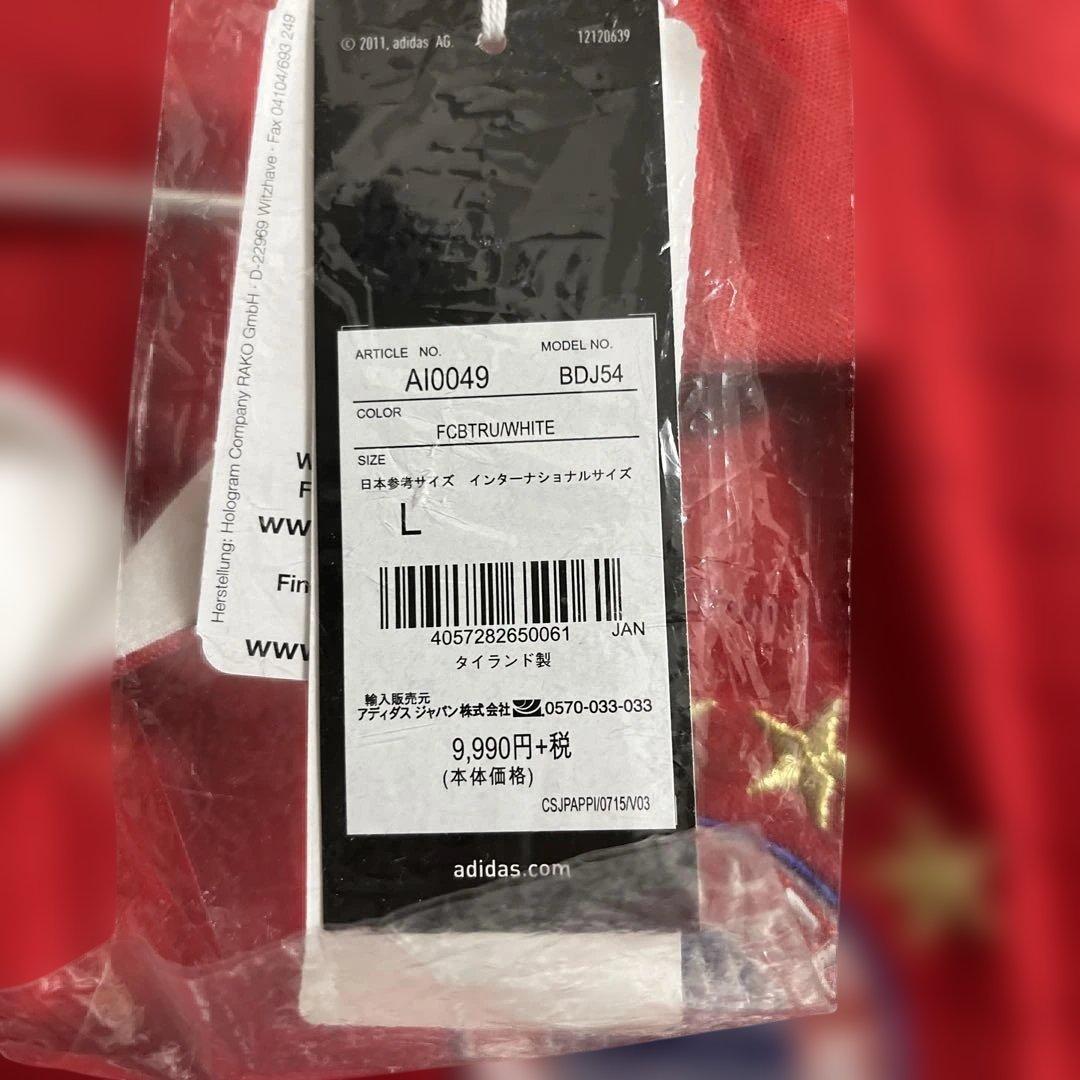 © 2011, adidas AG. 12120639
Herstellung: Hologram Company RAKO GmbH · D-22969 Witzhave · Fax 04104/693 249
W
F
ww
Fin
www
ARTICLE NO. MODEL NO.
AI0049 BDJ54
COLOR
FCBTRU/WHITE
SIZE
日本参考サイズ インターナショナルサイズ
L
4057282650061 JAN
タイランド製
輸入販売元
アディダス ジャパン株式会社 0570-033-033
9,990円+税
(本体価格)
CSJPAPPI/0715/V03
adidas.com